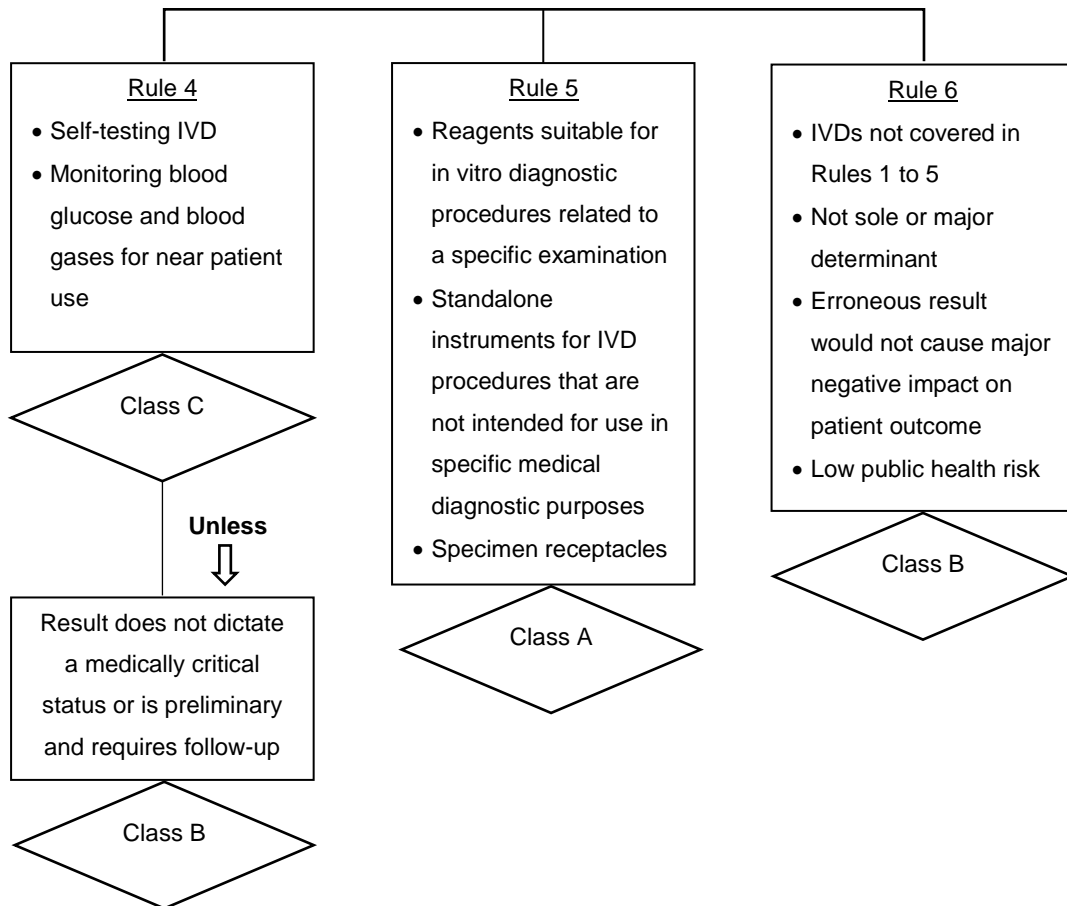 Rule 4
• Self-testing IVD
• Monitoring blood
glucose and blood
gases for near patient
use
Class C
Unless
Result does not dictate
a medically critical
status or is preliminary
and requires follow-up
Class B
Rule 5
• Reagents suitable for
in vitro diagnostic
procedures related to
a specific examination
• Standalone
instruments for IVD
procedures that are
not intended for use in
specific medical
diagnostic purposes
• Specimen receptacles
Class A
Rule 6
• IVDs not covered in
Rules 1 to 5
• Not sole or major
determinant
• Erroneous result
would not cause major
negative impact on
patient outcome
• Low public health risk
Class B